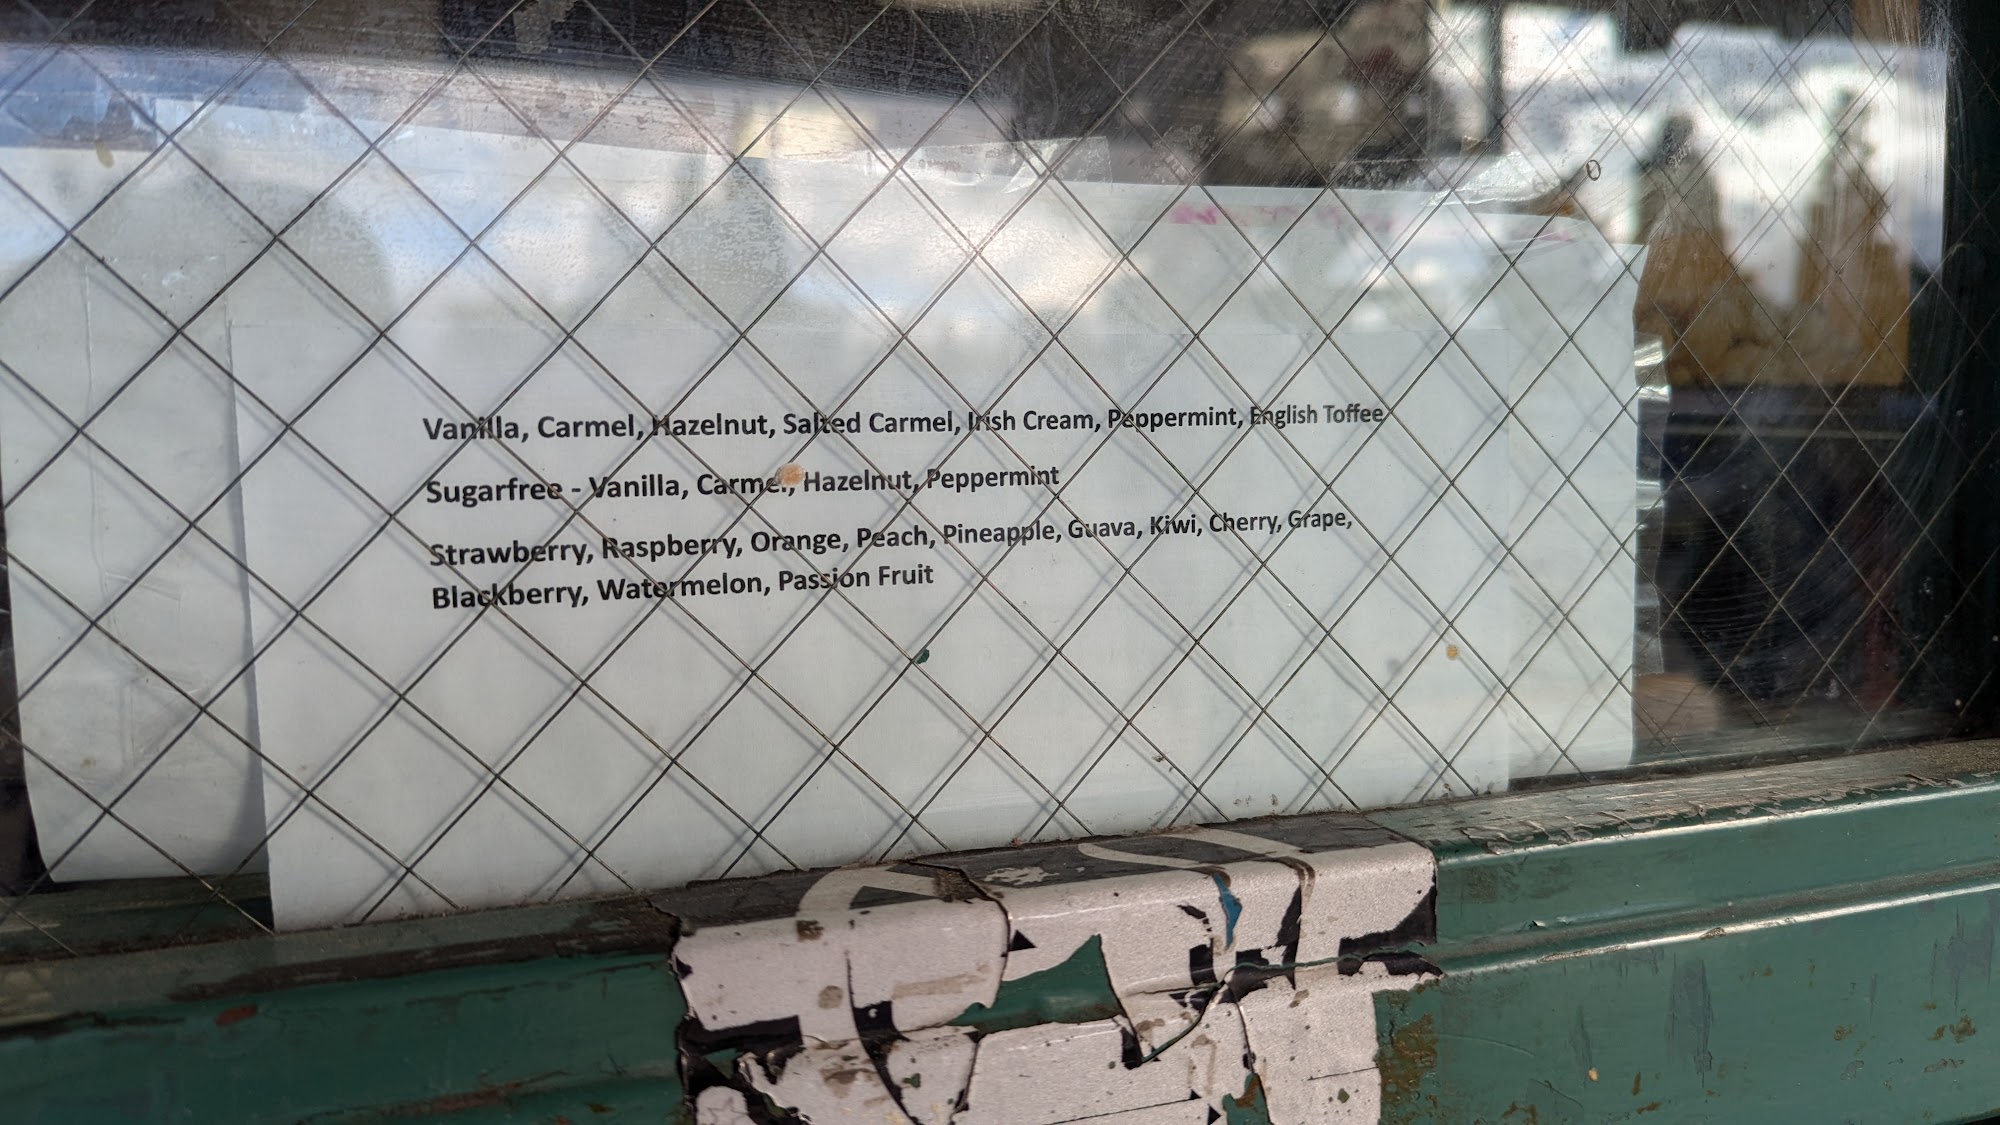 Vanilla, Carmel, Hazelnut, Salted Carmel, Irish Cream, Peppermint, English Toffee
Sugarfree - Vanilla, Carmel, Hazelnut, Peppermint
Strawberry, Raspberry, Orange, Peach, Pineapple, Guava, Kiwi, Cherry, Grape,
Blackberry, Watermelon, Passion Fruit